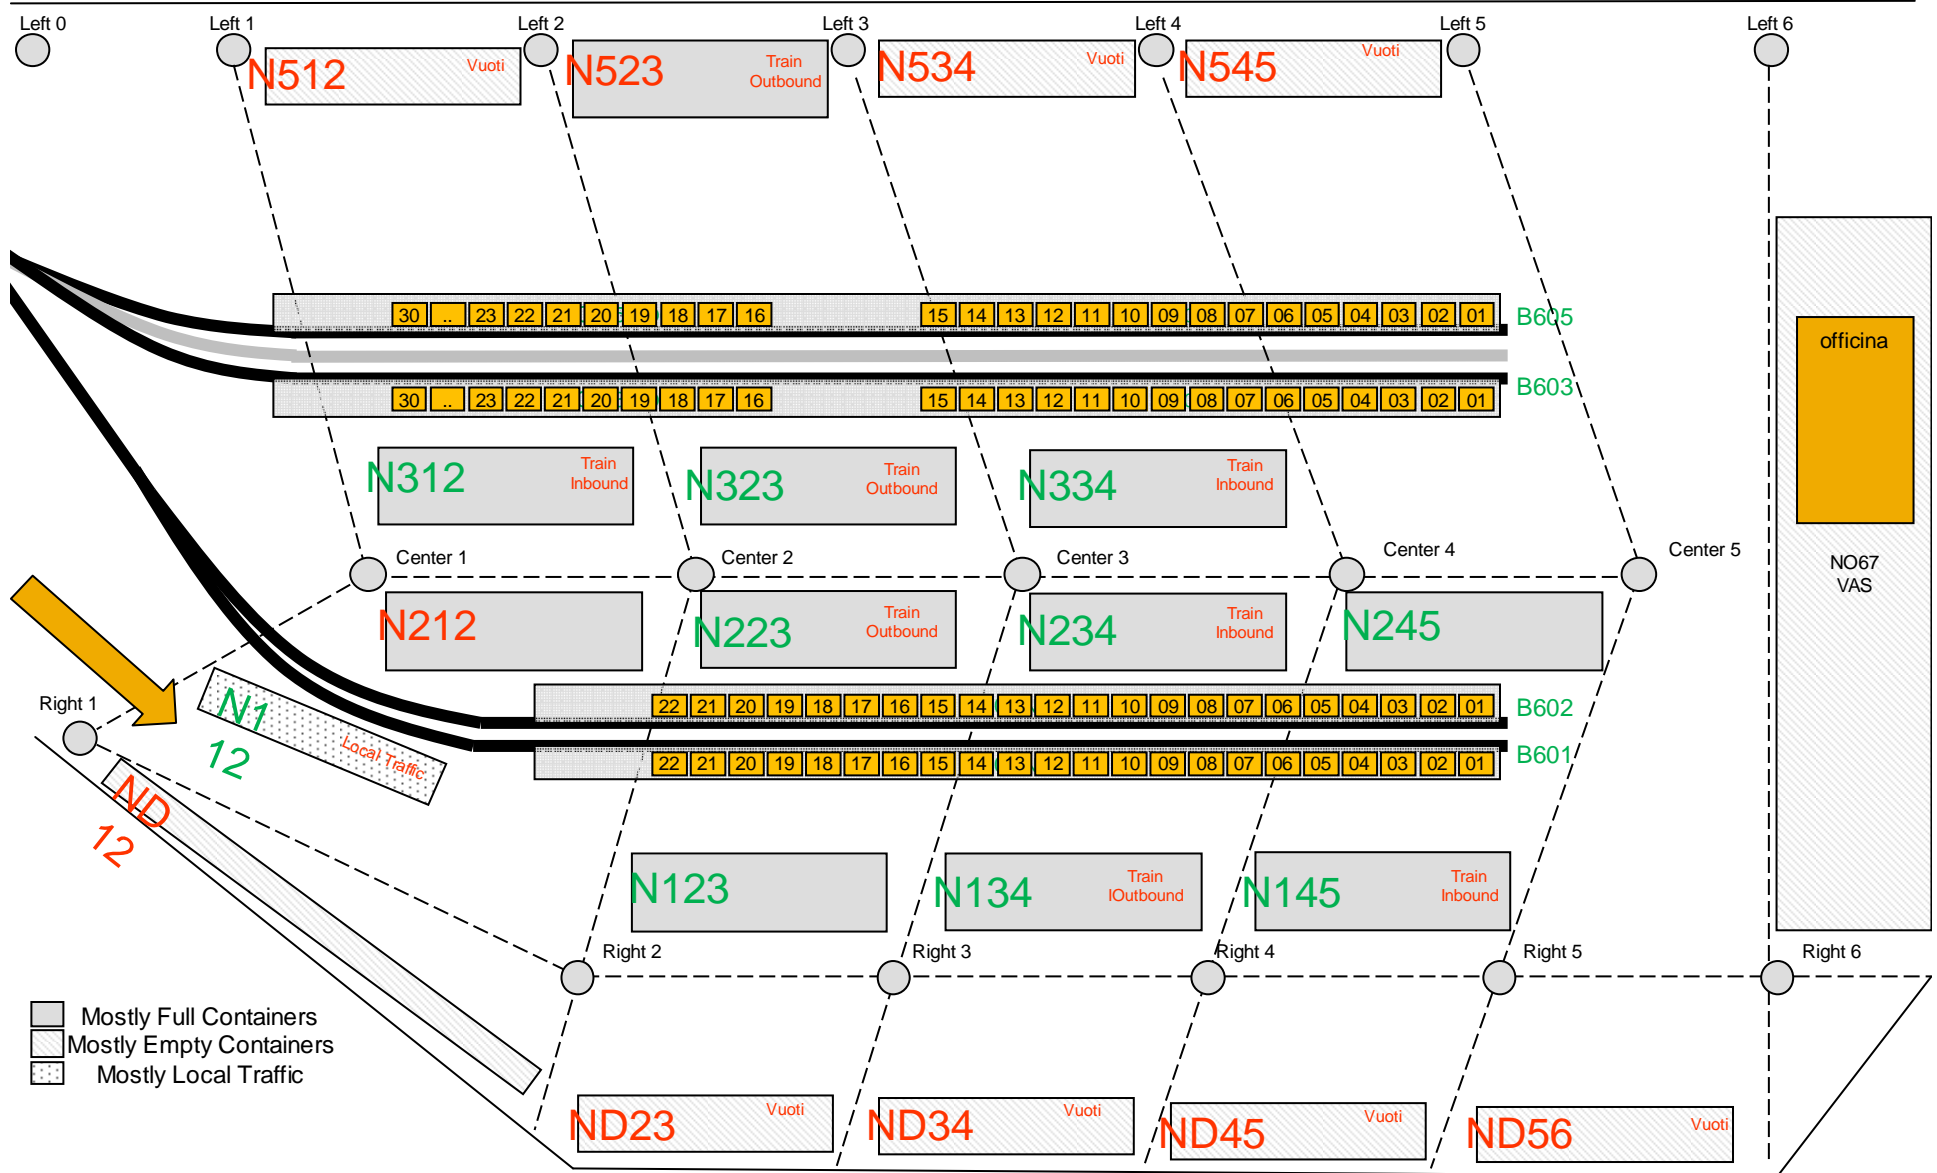 Left 0
Left 1
Left 2
Left 3
Left 4
Left 5
Left 6
N512
Vuoti
N523
Train
Outbound
N534
Vuoti
N545
Vuoti
30 .. 23 22 21 20 19 18 17 16 15 14 13 12 11 10 09 08 07 06 05 04 03 02 01
B605
30 .. 23 22 21 20 19 18 17 16 15 14 13 12 11 10 09 08 07 06 05 04 03 02 01
B603
officina
N312
Train
Inbound
N323
Train
Outbound
N334
Train
Inbound
Center 1
Center 2
Center 3
Center 4
Center 5
NO67
VAS
N212
N223
Train
Outbound
N234
Train
Inbound
N245
Right 1
N1
12
Local Traffic
22 21 20 19 18 17 16 15 14 13 12 11 10 09 08 07 06 05 04 03 02 01
B602
22 21 20 19 18 17 16 15 14 13 12 11 10 09 08 07 06 05 04 03 02 01
B601
ND
12
N123
N134
Train
IOutbound
N145
Train
Inbound
Right 2
Right 3
Right 4
Right 5
Right 6
Mostly Full Containers
Mostly Empty Containers
Mostly Local Traffic
ND23
Vuoti
ND34
Vuoti
ND45
Vuoti
ND56
Vuoti